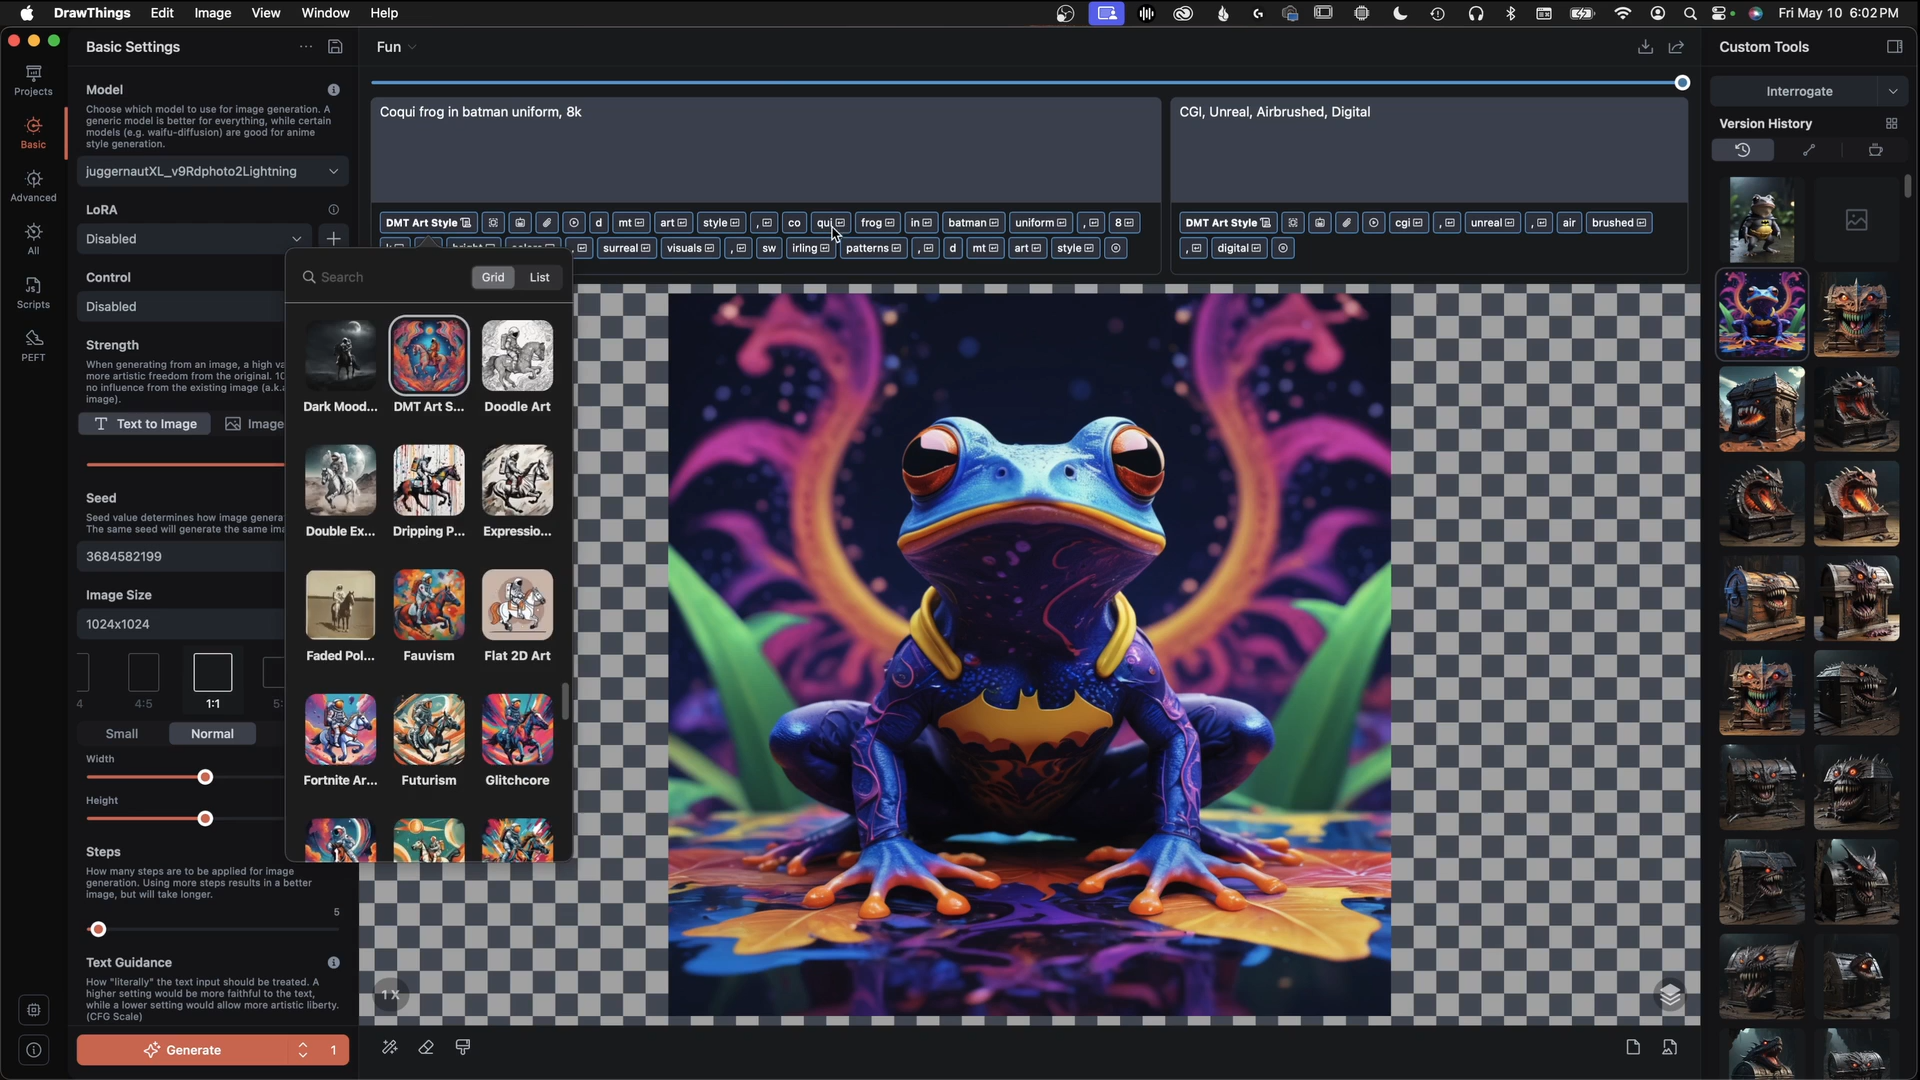 DrawThings Edit Image View Window Help
Fri May 10 6:02 PM
Projects
Basic
Advanced
All
Scripts
PEFT
Basic Settings
Model
Choose which model to use for image generation. A
generic model is better for everything, while certain
models (e.g. waifu-diffusion) are good for anime
style generation.
juggernautXL_v9Rdphoto2Lightning
LoRA
Disabled
Control
Disabled
Strength
When generating from an image, a high va
more artistic freedom from the original. 10
no influence from the existing image (a.k.a
image).
Text to Image
Image
Seed
Seed value determines how image genera
The same seed will generate the same ima
3684582199
Image Size
1024x1024
4 4:5 1:1 5:
Small Normal
Width
Height
Steps
How many steps are to be applied for image
generation. Using more steps results in a better
image, but will take longer.
5
Text Guidance
How "literally" the text input should be treated. A
higher setting would be more faithful to the text,
while a lower setting would allow more artistic liberty.
(CFG Scale)
Generate 1
Fun
Coqui frog in batman uniform, 8k
DMT Art Style d mt art style , co qui frog in batman uniform , 8
, surreal visuals , sw irling patterns , d mt art style
CGI, Unreal, Airbrushed, Digital
DMT Art Style cgi , unreal , air brushed
, digital
Search
Grid List
Dark Mood... DMT Art S... Doodle Art
Double Ex... Dripping P... Expressio...
Faded Pol... Fauvism Flat 2D Art
Fortnite Ar... Futurism Glitchcore
1 X
Custom Tools
Interrogate
Version History